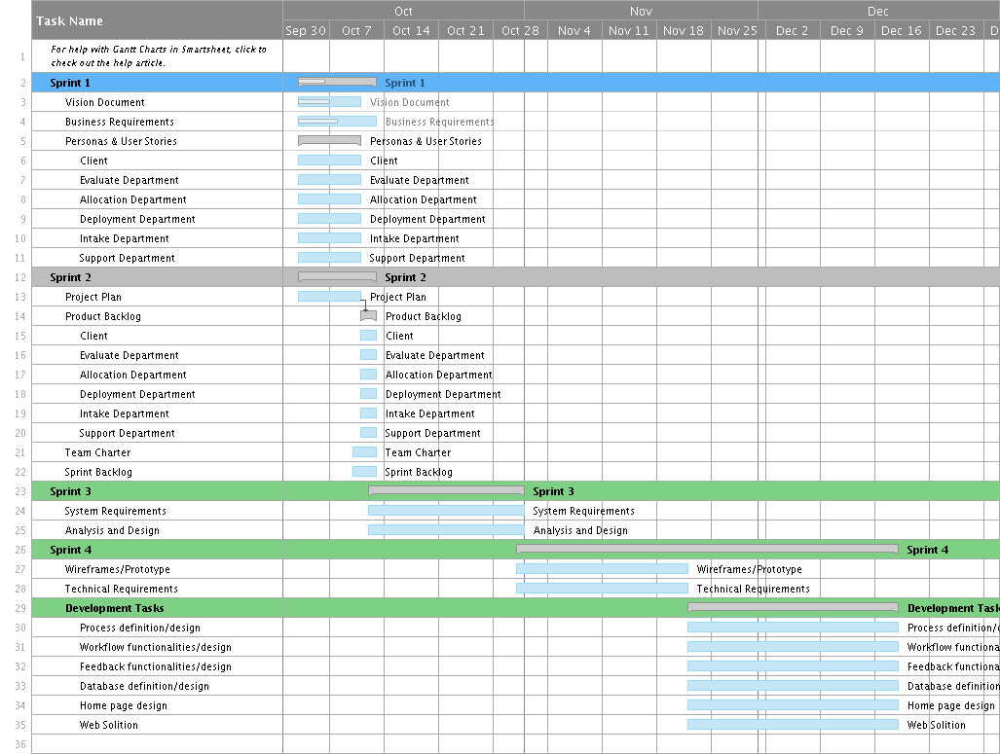 Task Name
Oct Nov Dec
Sep 30 Oct 7 Oct 14 Oct 21 Oct 28 Nov 4 Nov 11 Nov 18 Nov 25 Dec 2 Dec 9 Dec 16 Dec 23 D
1 For help with Gantt Charts in Smartsheet, click to
check out the help article.
2 Sprint 1 Sprint 1
3 Vision Document Vision Document
4 Business Requirements Business Requirements
5 Personas & User Stories Personas & User Stories
6 Client Client
7 Evaluate Department Evaluate Department
8 Allocation Department Allocation Department
9 Deployment Department Deployment Department
10 Intake Department Intake Department
11 Support Department Support Department
12 Sprint 2 Sprint 2
13 Project Plan Project Plan
14 Product Backlog Product Backlog
15 Client Client
16 Evaluate Department Evaluate Department
17 Allocation Department Allocation Department
18 Deployment Department Deployment Department
19 Intake Department Intake Department
20 Support Department Support Department
21 Team Charter Team Charter
22 Sprint Backlog Sprint Backlog
23 Sprint 3 Sprint 3
24 System Requirements System Requirements
25 Analysis and Design Analysis and Design
26 Sprint 4 Sprint 4
27 Wireframes/Prototype Wireframes/Prototype
28 Technical Requirements Technical Requirements
29 Development Tasks Development Task
30 Process definition/design Process definition/
31 Workflow functionalities/design Workflow functiona
32 Feedback functionalities/design Feedback functiona
33 Database definition/design Database definition
34 Home page design Home page design
35 Web Solition Web Solition
36